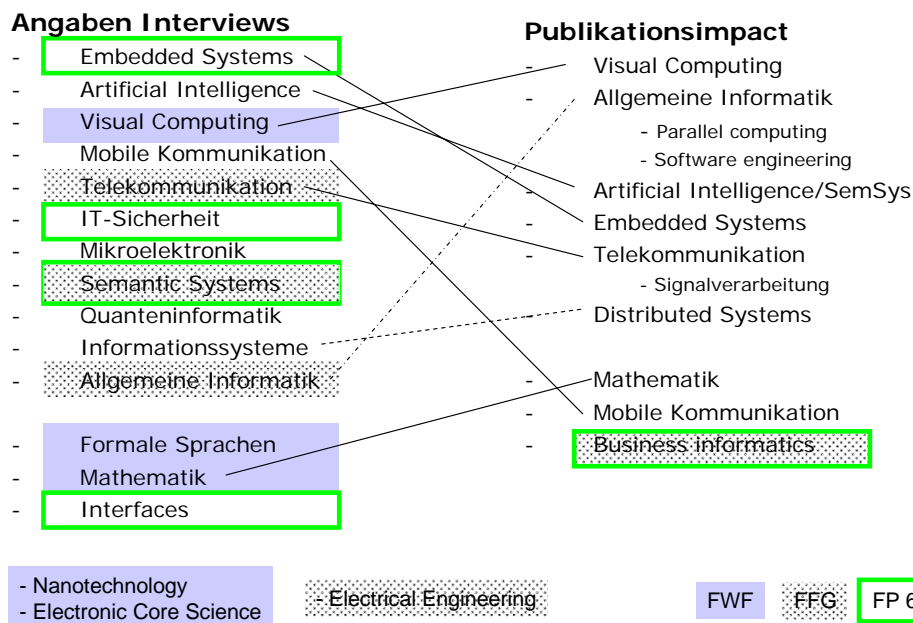 Angaben Interviews
- Embedded Systems
- Artificial Intelligence
- Visual Computing
- Mobile Kommunikation
- Telekommunikation
- IT-Sicherheit
- Mikroelektronik
- Semantic Systems
- Quanteninformatik
- Informationssysteme
- Allgemeine Informatik
- Formale Sprachen
- Mathematik
- Interfaces
Publikationsimpact
- Visual Computing
- Allgemeine Informatik
- Parallel computing
- Software engineering
- Artificial Intelligence/SemSys
- Embedded Systems
- Telekommunikation
- Signalverarbeitung
- Distributed Systems
- Mathematik
- Mobile Kommunikation
- Business informatics
- Nanotechnology
- Electronic Core Science
- Electrical Engineering
FWF
FFG
FP 6